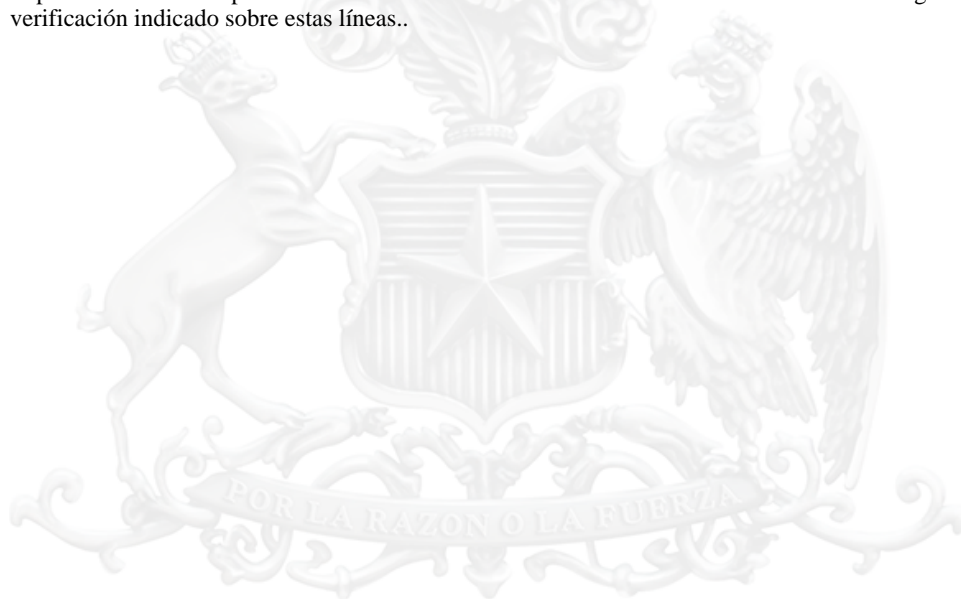 verificación indicado sobre estas líneas..
POR LA RAZON O LA FUERZA